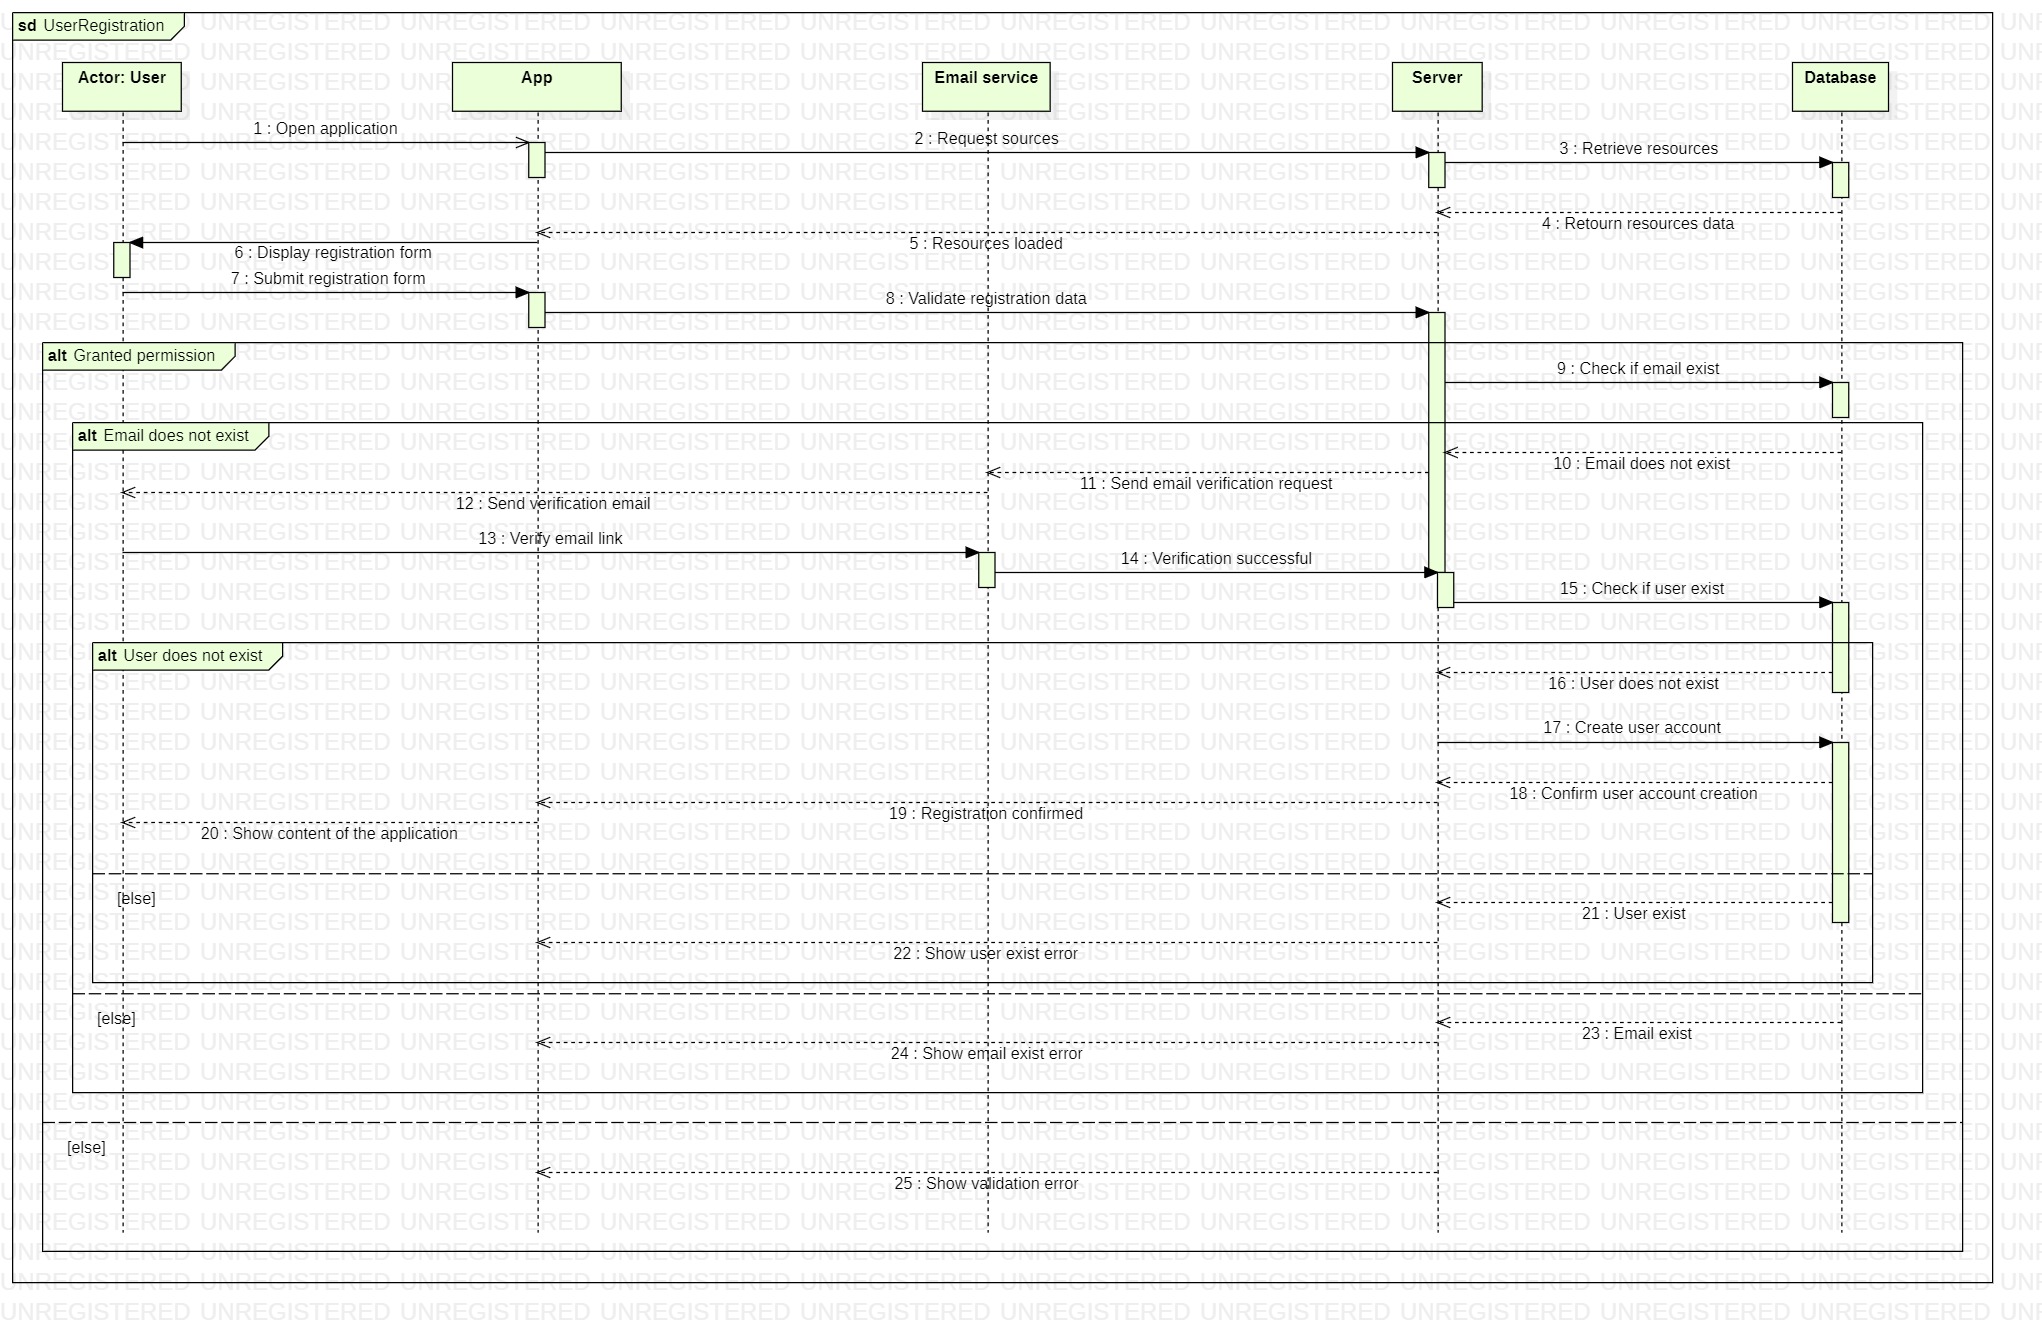 sd UserRegistration
Actor: User
App
Email service
Server
Database
1 : Open application
2 : Request sources
3 : Retrieve resources
4 : Retourn resources data
5 : Resources loaded
6 : Display registration form
7 : Submit registration form
8 : Validate registration data
alt Granted permission
9 : Check if email exist
alt Email does not exist
10 : Email does not exist
11 : Send email verification request
12 : Send verification email
13 : Verify email link
14 : Verification successful
15 : Check if user exist
alt User does not exist
16 : User does not exist
17 : Create user account
18 : Confirm user account creation
19 : Registration confirmed
20 : Show content of the application
[else]
21 : User exist
22 : Show user exist error
[else]
23 : Email exist
24 : Show email exist error
[else]
25 : Show validation error
UNREGISTERED